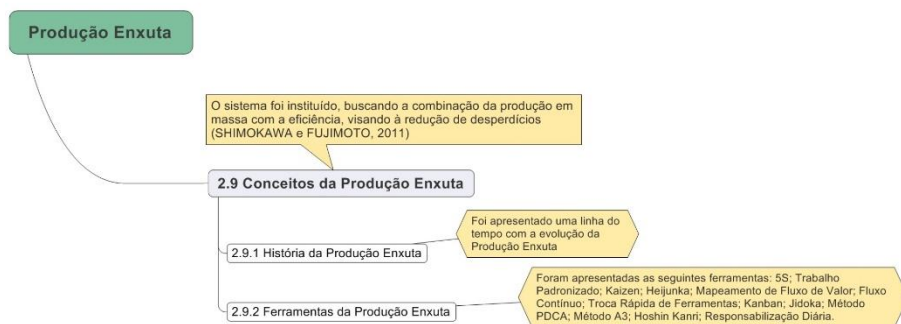 Produção Enxuta
O sistema foi instituído, buscando a combinação da produção em
massa com a eficiência, visando à redução de desperdícios
(SHIMOKAWA e FUJIMOTO, 2011)
2.9 Conceitos da Produção Enxuta
Foi apresentado uma linha do
tempo com a evolução da
Produção Enxuta
2.9.1 História da Produção Enxuta
Foram apresentadas as seguintes ferramentas: 5S; Trabalho
Padronizado; Kaizen; Heijunka; Mapeamento de Fluxo de Valor; Fluxo
Contínuo; Troca Rápida de Ferramentas; Kanban; Jidoka; Método
PDCA; Método A3; Hoshin Kanri; Responsabilização Diária.
2.9.2 Ferramentas da Produção Enxuta